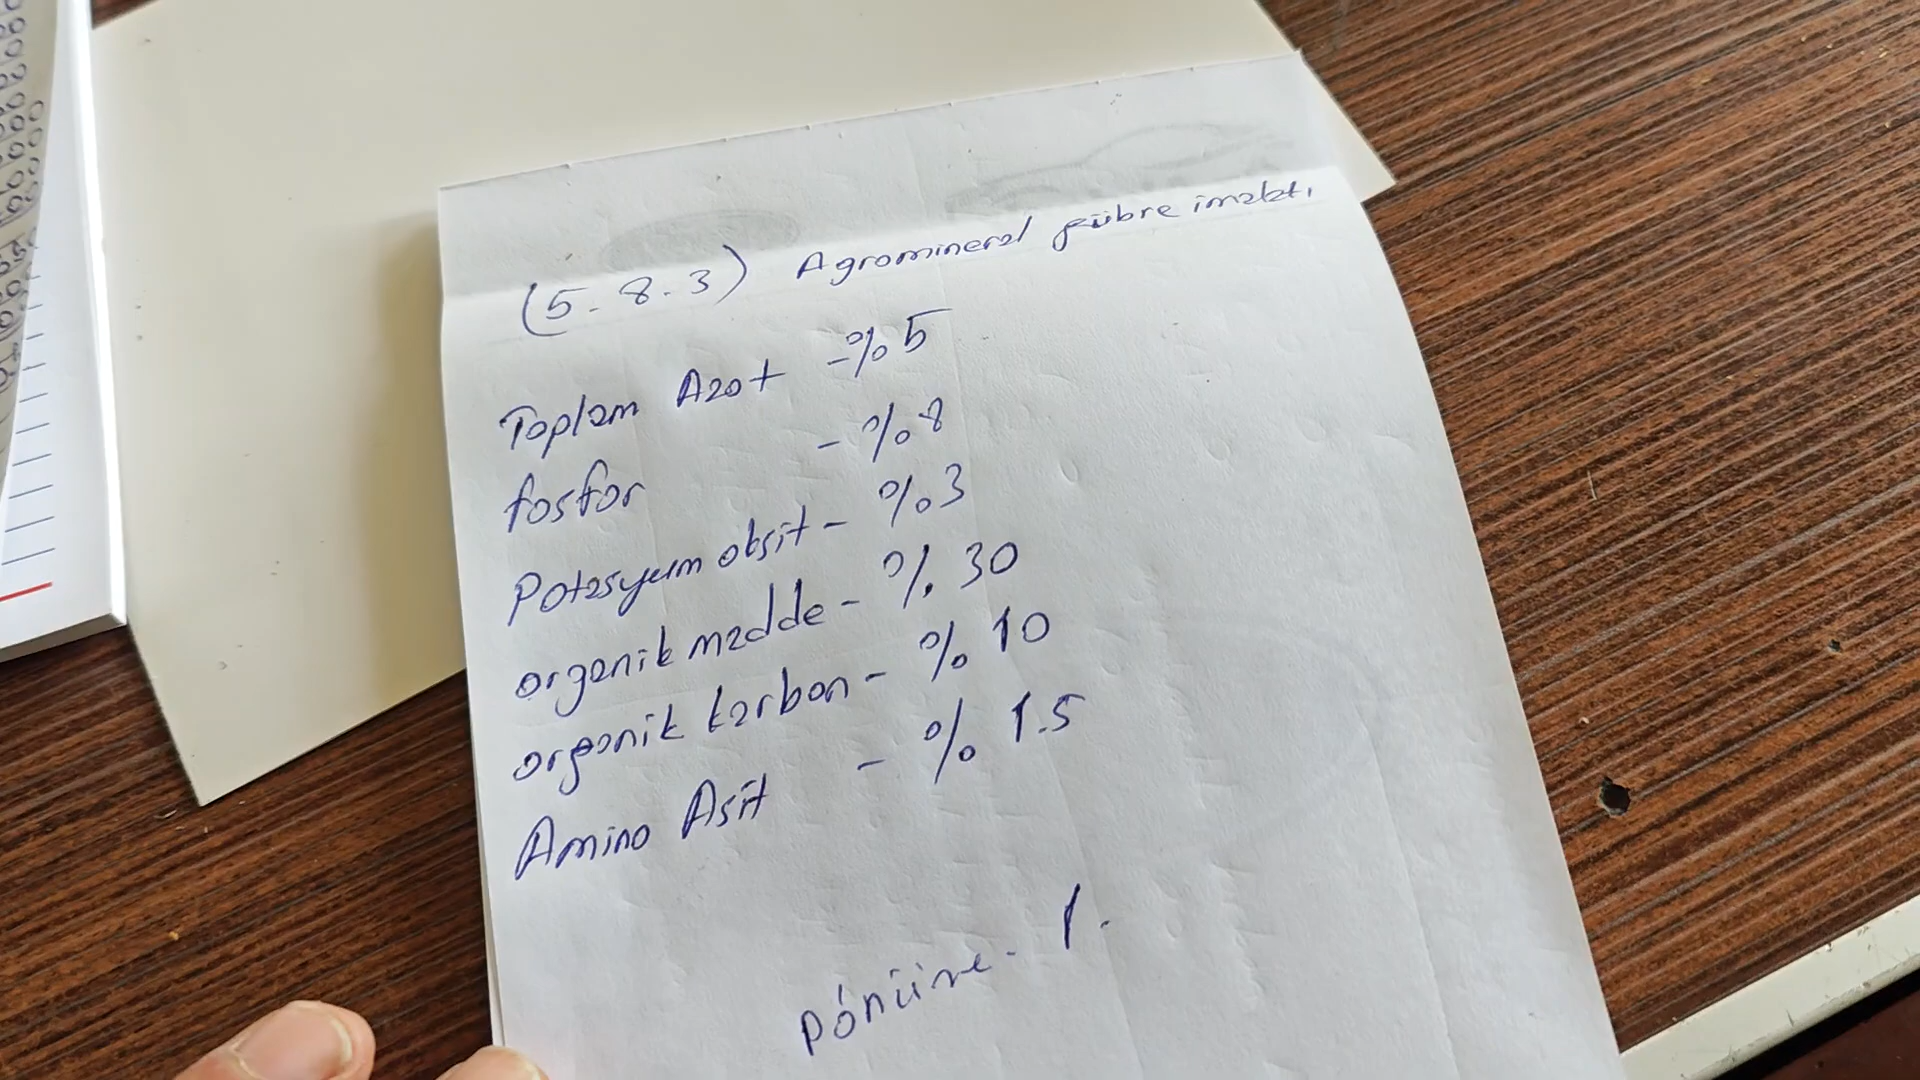 (5-8.3) Agromineral gübre imalatı
Toplam Azot -%5
fosfor -%8
Potasyum oksit - %3
organik madde - % 30
organik karbon - % 10
Amino Asit - % 1.5
1.